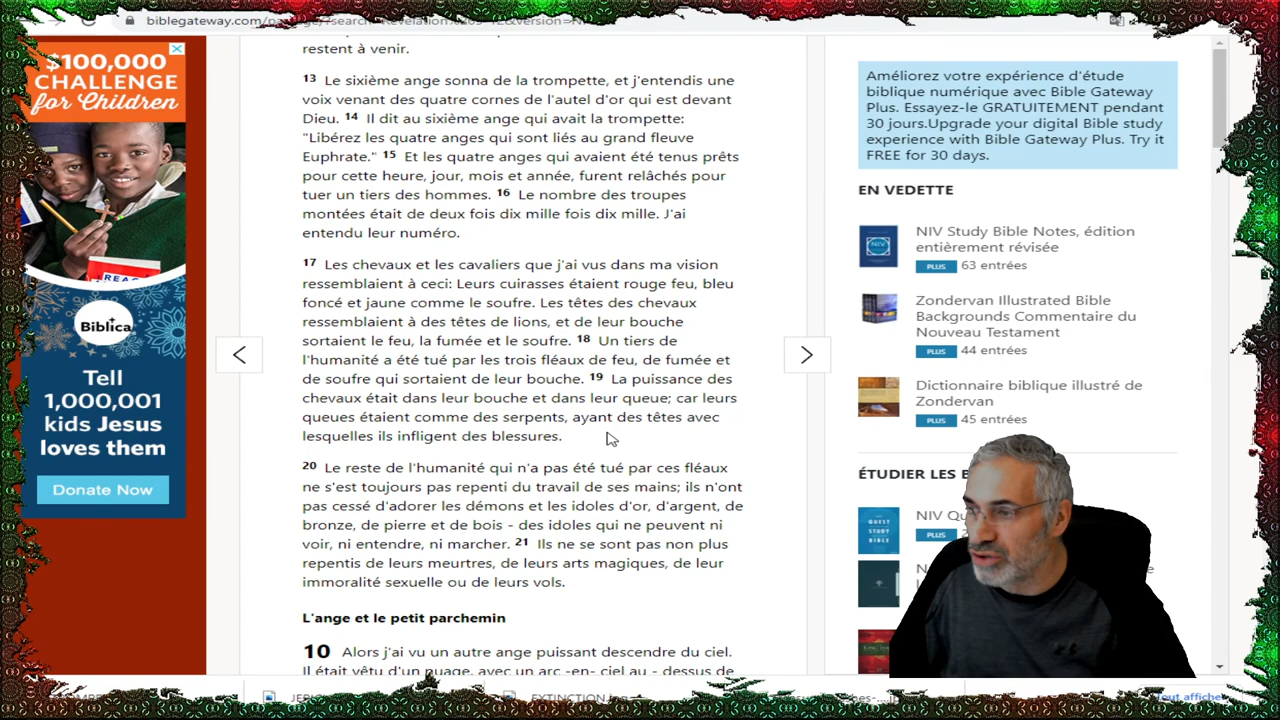 biblegateway.com/pa
$100,000
CHALLENGE
for Children
REAC
Biblica
Tell
1,000,001
kids Jesus
loves them
Donate Now
restent à venir.
13 Le sixième ange sonna de la trompette, et j'entendis une
voix venant des quatre cornes de l'autel d'or qui est devant
Dieu. 14 Il dit au sixième ange qui avait la trompette:
"Libérez les quatre anges qui sont liés au grand fleuve
Euphrate." 15 Et les quatre anges qui avaient été tenus prêts
pour cette heure, jour, mois et année, furent relâchés pour
tuer un tiers des hommes. 16 Le nombre des troupes
montées était de deux fois dix mille fois dix mille. J'ai
entendu leur numéro.
17 Les chevaux et les cavaliers que j'ai vus dans ma vision
ressemblaient à ceci: Leurs cuirasses étaient rouge feu, bleu
foncé et jaune comme le soufre. Les têtes des chevaux
ressemblaient à des têtes de lions, et de leur bouche
sortaient le feu, la fumée et le soufre. 18 Un tiers de
l'humanité a été tué par les trois fléaux de feu, de fumée et
de soufre qui sortaient de leur bouche. 19 La puissance des
chevaux était dans leur bouche et dans leur queue; car leurs
queues étaient comme des serpents, ayant des têtes avec
lesquelles ils infligent des blessures.
20 Le reste de l'humanité qui n'a pas été tué par ces fléaux
ne s'est toujours pas repenti du travail de ses mains; ils n'ont
pas cessé d'adorer les démons et les idoles d'or, d'argent, de
bronze, de pierre et de bois - des idoles qui ne peuvent ni
voir, ni entendre, ni marcher. 21 Ils ne se sont pas non plus
repentis de leurs meurtres, de leurs arts magiques, de leur
immoralité sexuelle ou de leurs vols.
L'ange et le petit parchemin
10 Alors j'ai vu un autre ange puissant descendre du ciel.
Il était vêtu d'un nuage, avec un arc -en- ciel au - dessus de
Améliorez votre expérience d'étude
biblique numérique avec Bible Gateway
Plus. Essayez-le GRATUITEMENT pendant
30 jours.Upgrade your digital Bible study
experience with Bible Gateway Plus. Try it
FREE for 30 days.
EN VEDETTE
NIV Study Bible Notes, édition
entièrement révisée
PLUS 63 entrées
Zondervan Illustrated Bible
Backgrounds Commentaire du
Nouveau Testament
PLUS 44 entrées
Dictionnaire biblique illustré de
Zondervan
PLUS 45 entrées
ÉTUDIER LES
NIV
PLUS
EXTINCTION.jpg
Tout affiche